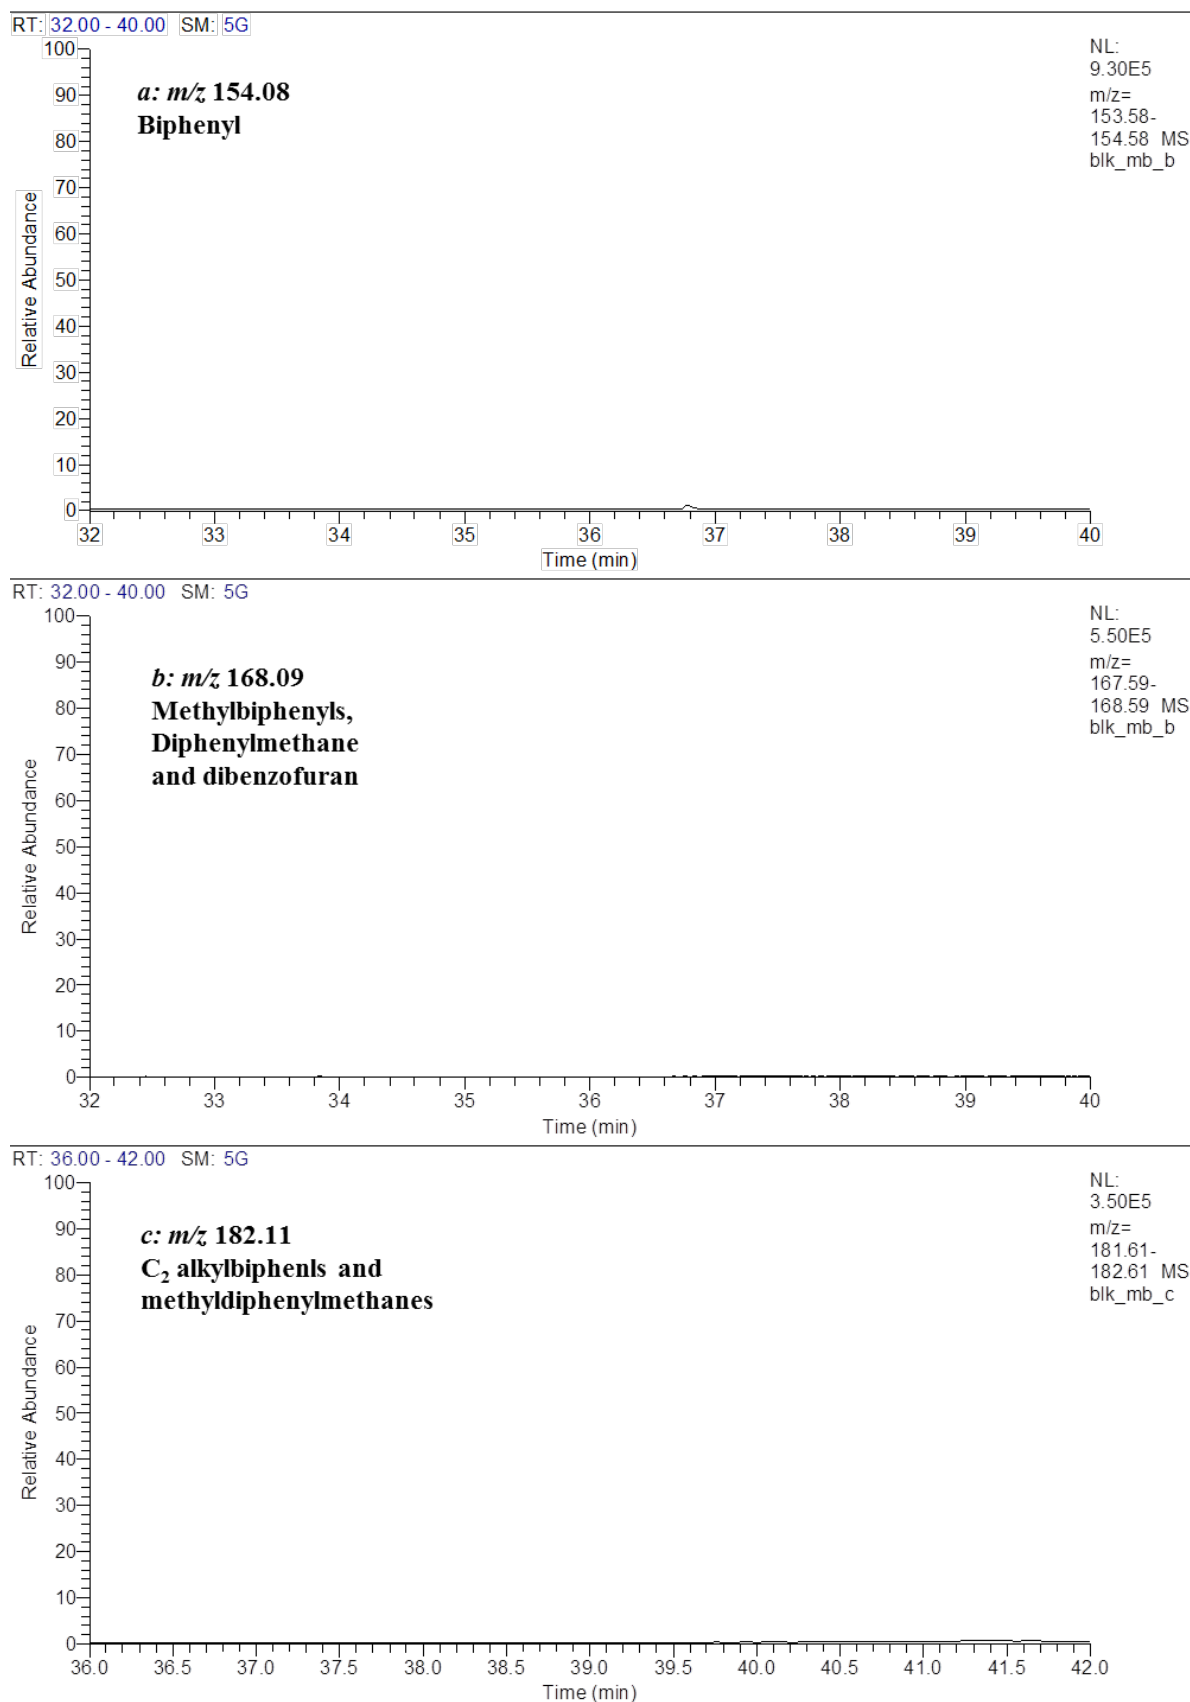 RT: 32.00 - 40.00 SM: 5G
NL:
9.30E5
m/z=
153.58-
154.58 MS
blk_mb_b
a: m/z 154.08
Biphenyl
Relative Abundance
100
90
80
70
60
50
40
30
20
10
0
32 33 34 35 36 37 38 39 40
Time (min)
RT: 32.00 - 40.00 SM: 5G
NL:
5.50E5
m/z=
167.59-
168.59 MS
blk_mb_b
b: m/z 168.09
Methylbiphenyls,
Diphenylmethane
and dibenzofuran
Relative Abundance
100
90
80
70
60
50
40
30
20
10
0
32 33 34 35 36 37 38 39 40
Time (min)
RT: 36.00 - 42.00 SM: 5G
NL:
3.50E5
m/z=
181.61-
182.61 MS
blk_mb_c
c: m/z 182.11
C₂ alkylbiphenls and
methyldiphenylmethanes
Relative Abundance
100
90
80
70
60
50
40
30
20
10
0
36.0 36.5 37.0 37.5 38.0 38.5 39.0 39.5 40.0 40.5 41.0 41.5 42.0
Time (min)